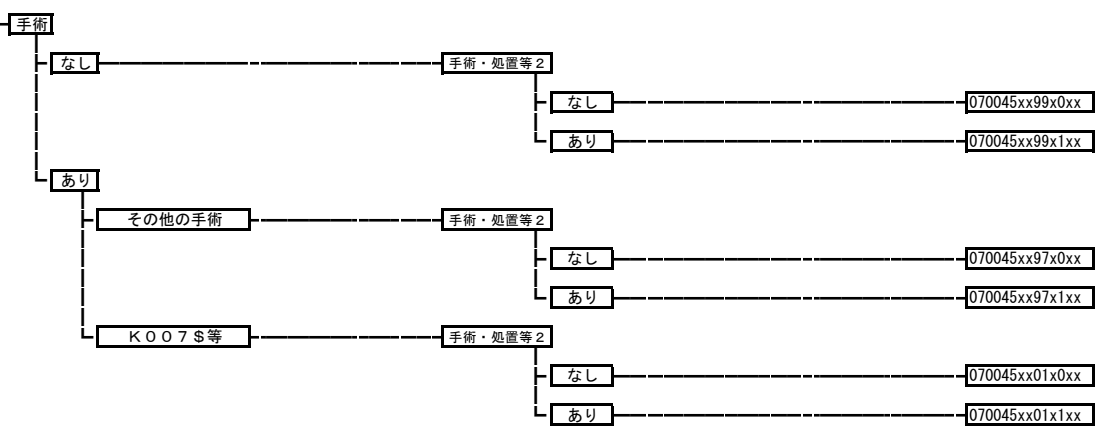 手術
なし
手術・処置等２
なし
070045xx99x0xx
あり
070045xx99x1xx
あり
その他の手術
手術・処置等２
なし
070045xx97x0xx
あり
070045xx97x1xx
Ｋ００７＄等
手術・処置等２
なし
070045xx01x0xx
あり
070045xx01x1xx